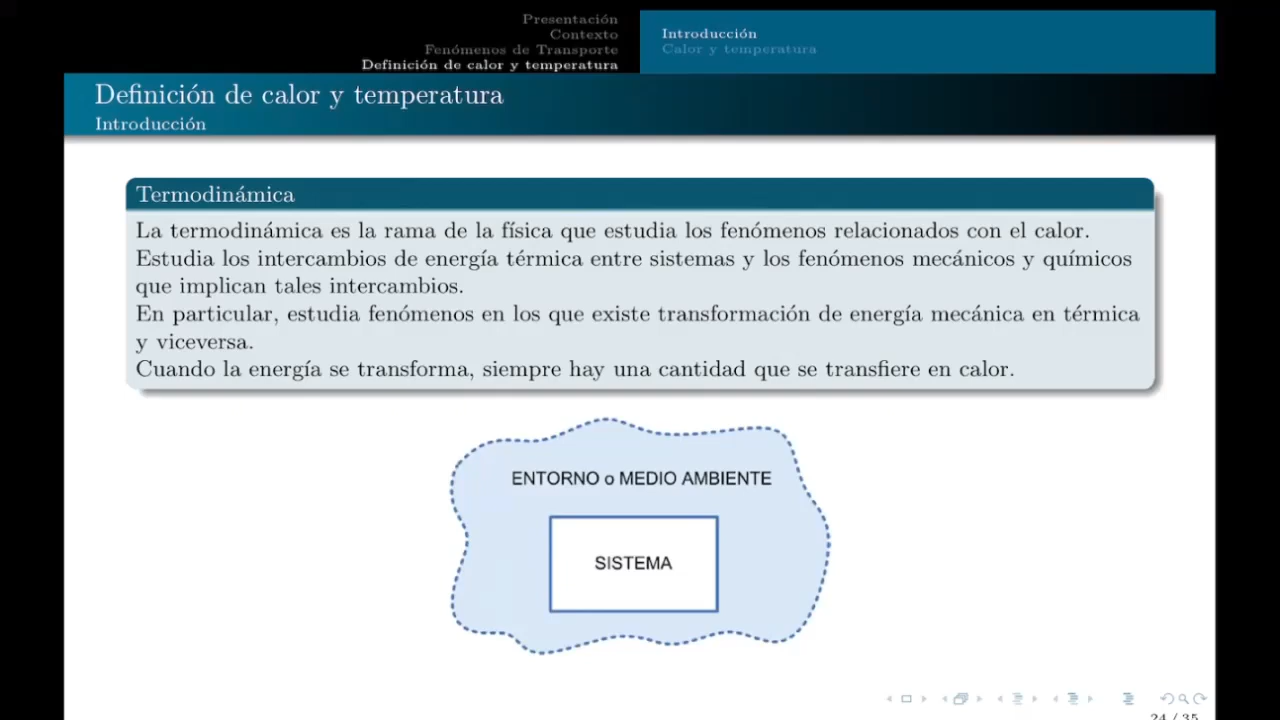 Presentación
Contexto
Fenómenos de Transporte
Definición de calor y temperatura
Introducción
Calor y temperatura
Definición de calor y temperatura
Introducción
Termodinámica
La termodinámica es la rama de la física que estudia los fenómenos relacionados con el calor.
Estudia los intercambios de energía térmica entre sistemas y los fenómenos mecánicos y químicos
que implican tales intercambios.
En particular, estudia fenómenos en los que existe transformación de energía mecánica en térmica
y viceversa.
Cuando la energía se transforma, siempre hay una cantidad que se transfiere en calor.
ENTORNO o MEDIO AMBIENTE
SISTEMA
24 / 35